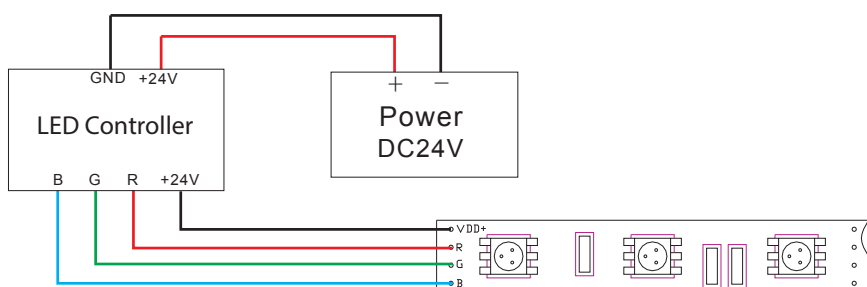 GND +24V
+ −
LED Controller
Power
DC24V
B G R +24V
VDD+
R
G
B